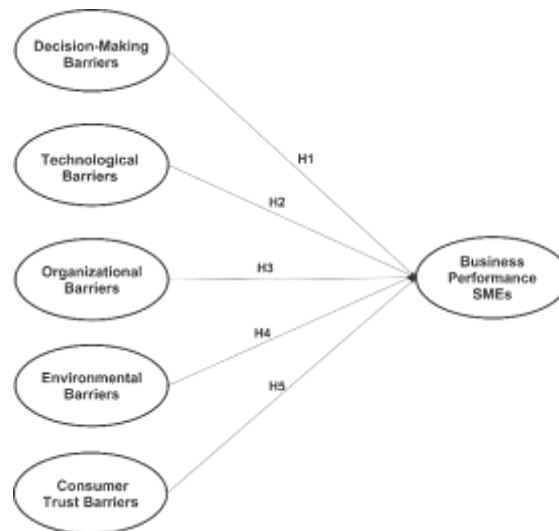 Decision-Making
Barriers
H1
Technological
Barriers
H2
Organizational
Barriers
H3
Business
Performance
SMEs
Environmental
Barriers
H4
H5
Consumer
Trust Barriers